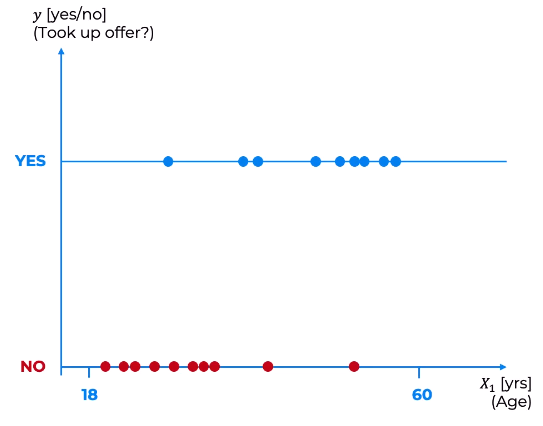 y [yes/no]
(Took up offer?)
YES
NO
18
60
X₁ [yrs]
(Age)